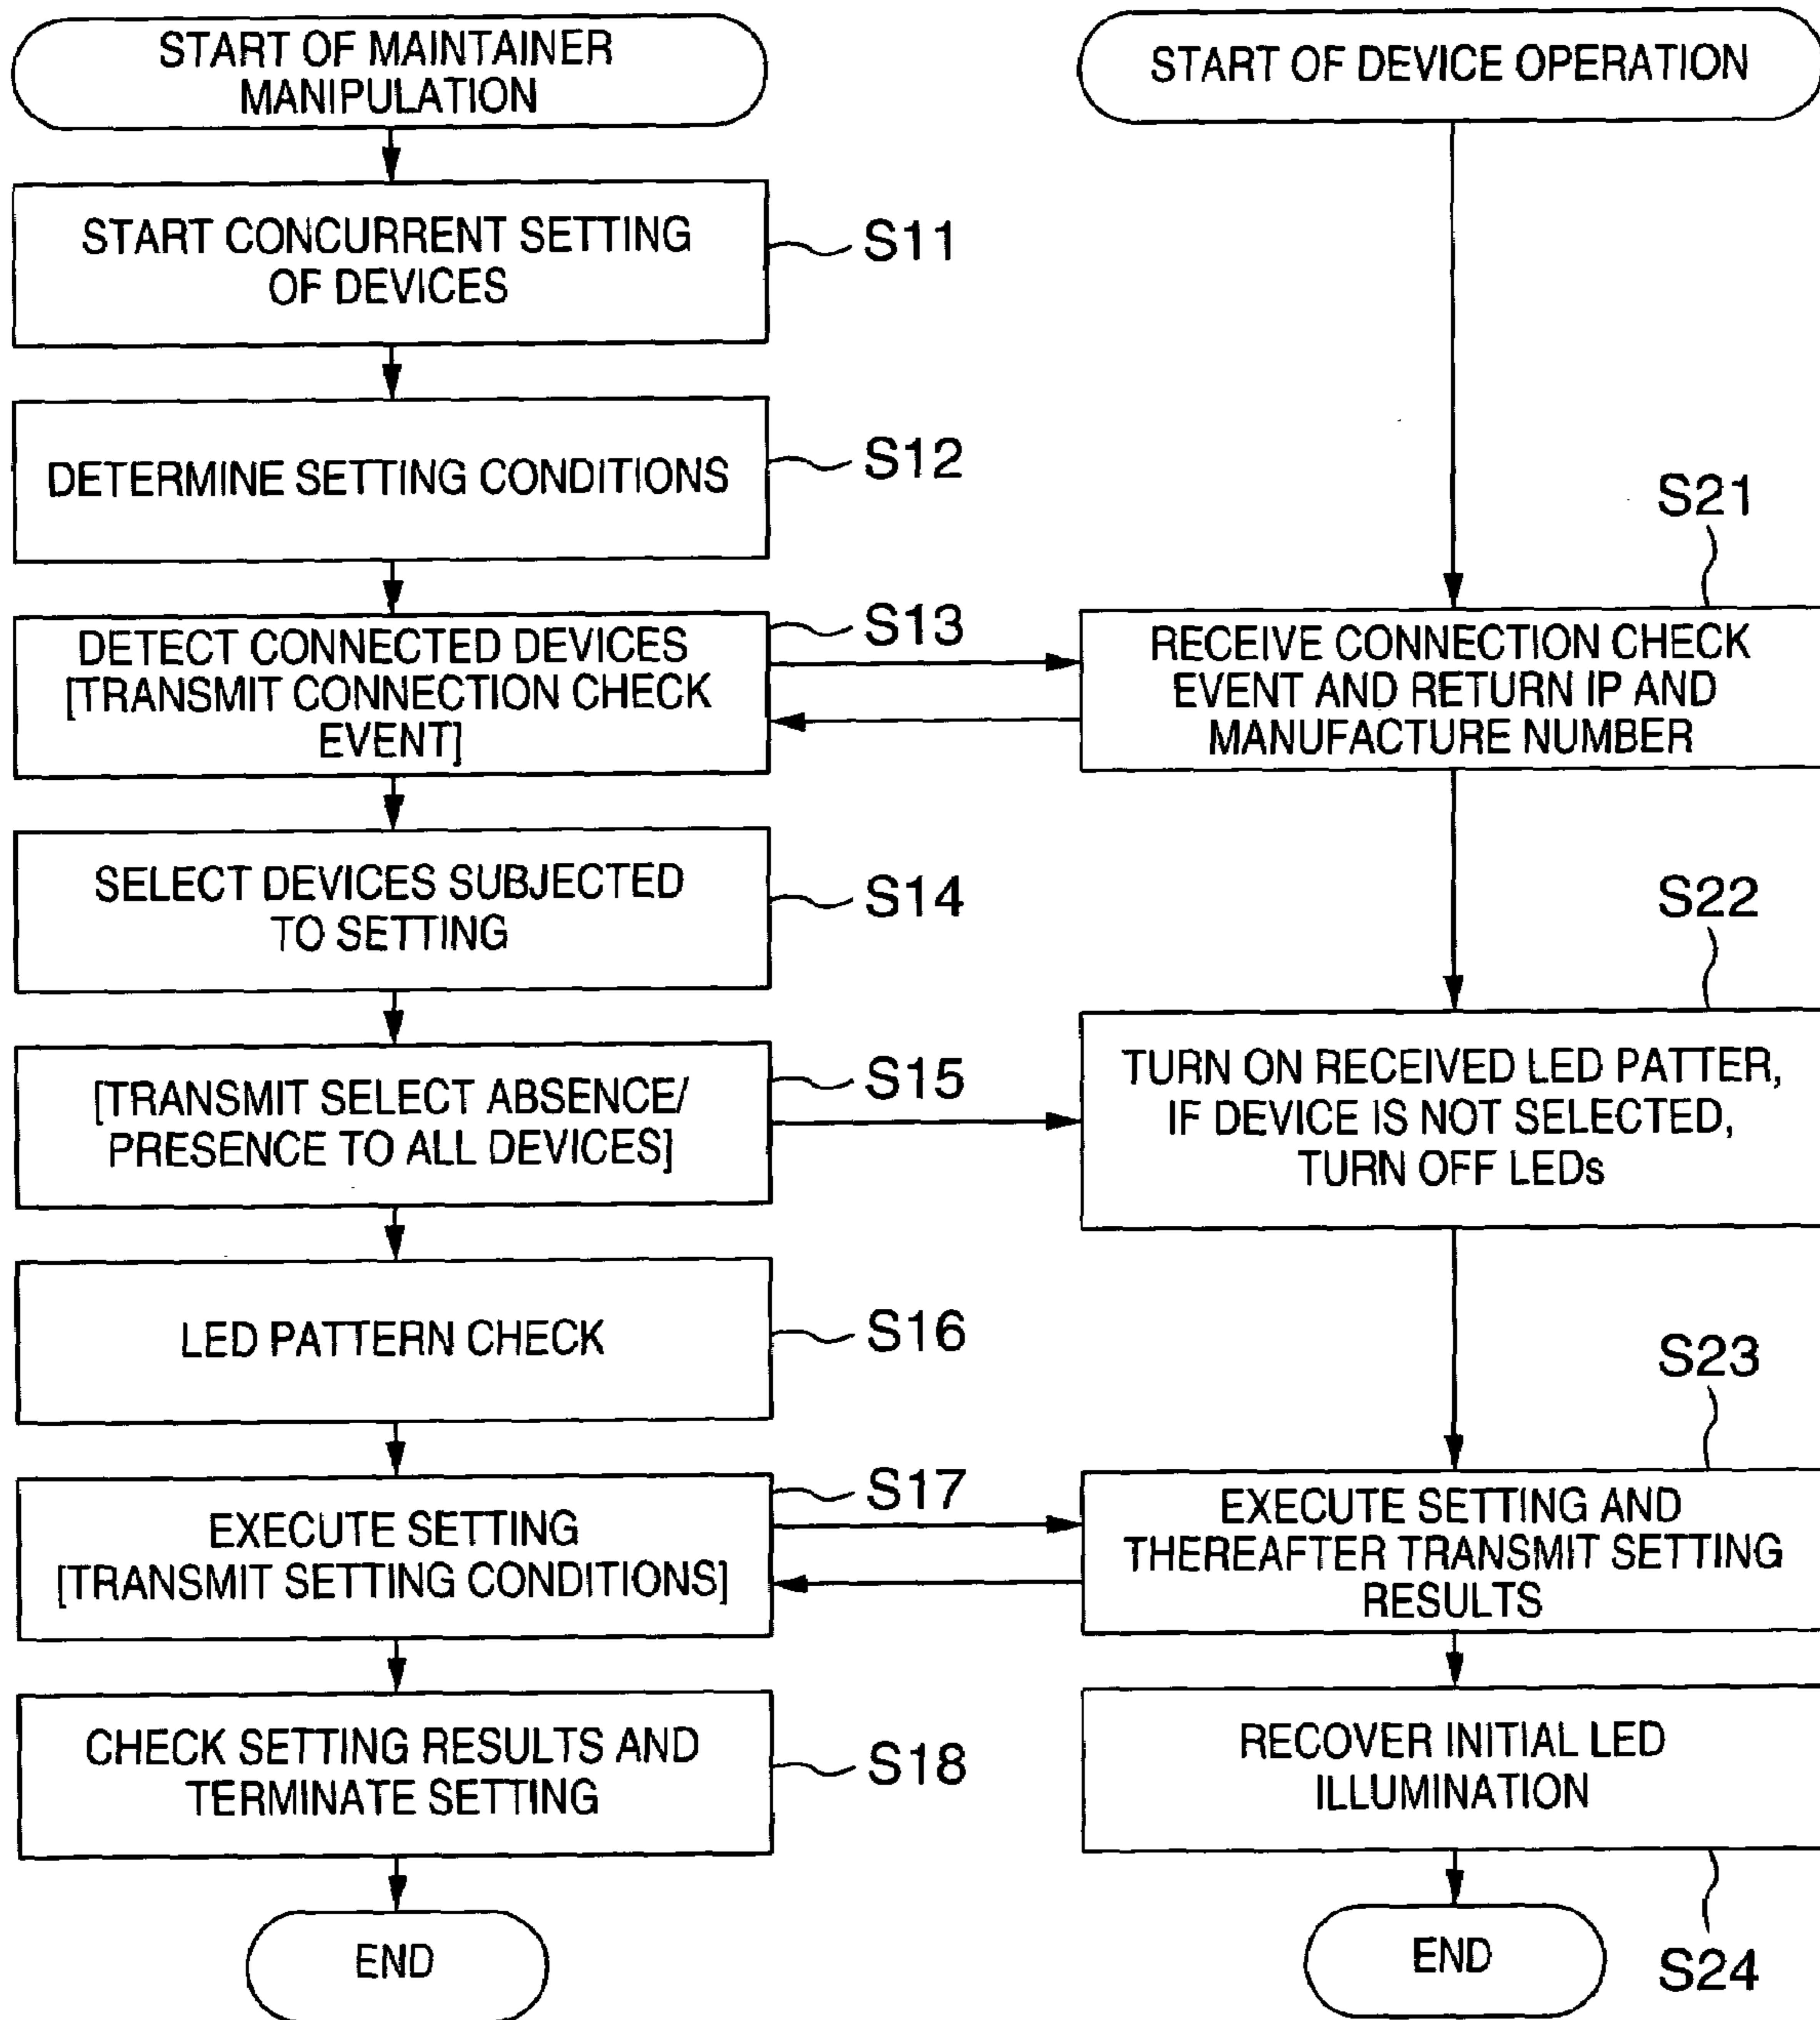 START OF MAINTAINER
MANIPULATION
START CONCURRENT SETTING
OF DEVICES
S11
DETERMINE SETTING CONDITIONS
S12
DETECT CONNECTED DEVICES
[TRANSMIT CONNECTION CHECK
EVENT]
S13
SELECT DEVICES SUBJECTED
TO SETTING
S14
[TRANSMIT SELECT ABSENCE/
PRESENCE TO ALL DEVICES]
S15
LED PATTERN CHECK
S16
EXECUTE SETTING
[TRANSMIT SETTING CONDITIONS]
S17
CHECK SETTING RESULTS AND
TERMINATE SETTING
S18
END
START OF DEVICE OPERATION
S21
RECEIVE CONNECTION CHECK
EVENT AND RETURN IP AND
MANUFACTURE NUMBER
S22
TURN ON RECEIVED LED PATTER,
IF DEVICE IS NOT SELECTED,
TURN OFF LEDs
S23
EXECUTE SETTING AND
THEREAFTER TRANSMIT SETTING
RESULTS
RECOVER INITIAL LED
ILLUMINATION
S24
END